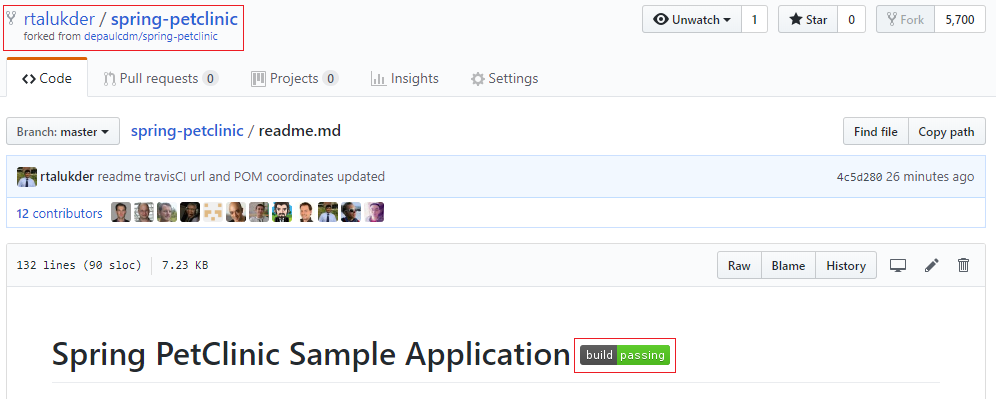 rtalukder / spring-petclinic
forked from depaulcdm/spring-petclinic
Unwatch 1 Star 0 Fork 5,700
Code Pull requests 0 Projects 0 Insights Settings
Branch: master spring-petclinic / readme.md Find file Copy path
rtalukder readme travisCI url and POM coordinates updated 4c5d280 26 minutes ago
12 contributors
132 lines (90 sloc) 7.23 KB Raw Blame History
Spring PetClinic Sample Application build passing